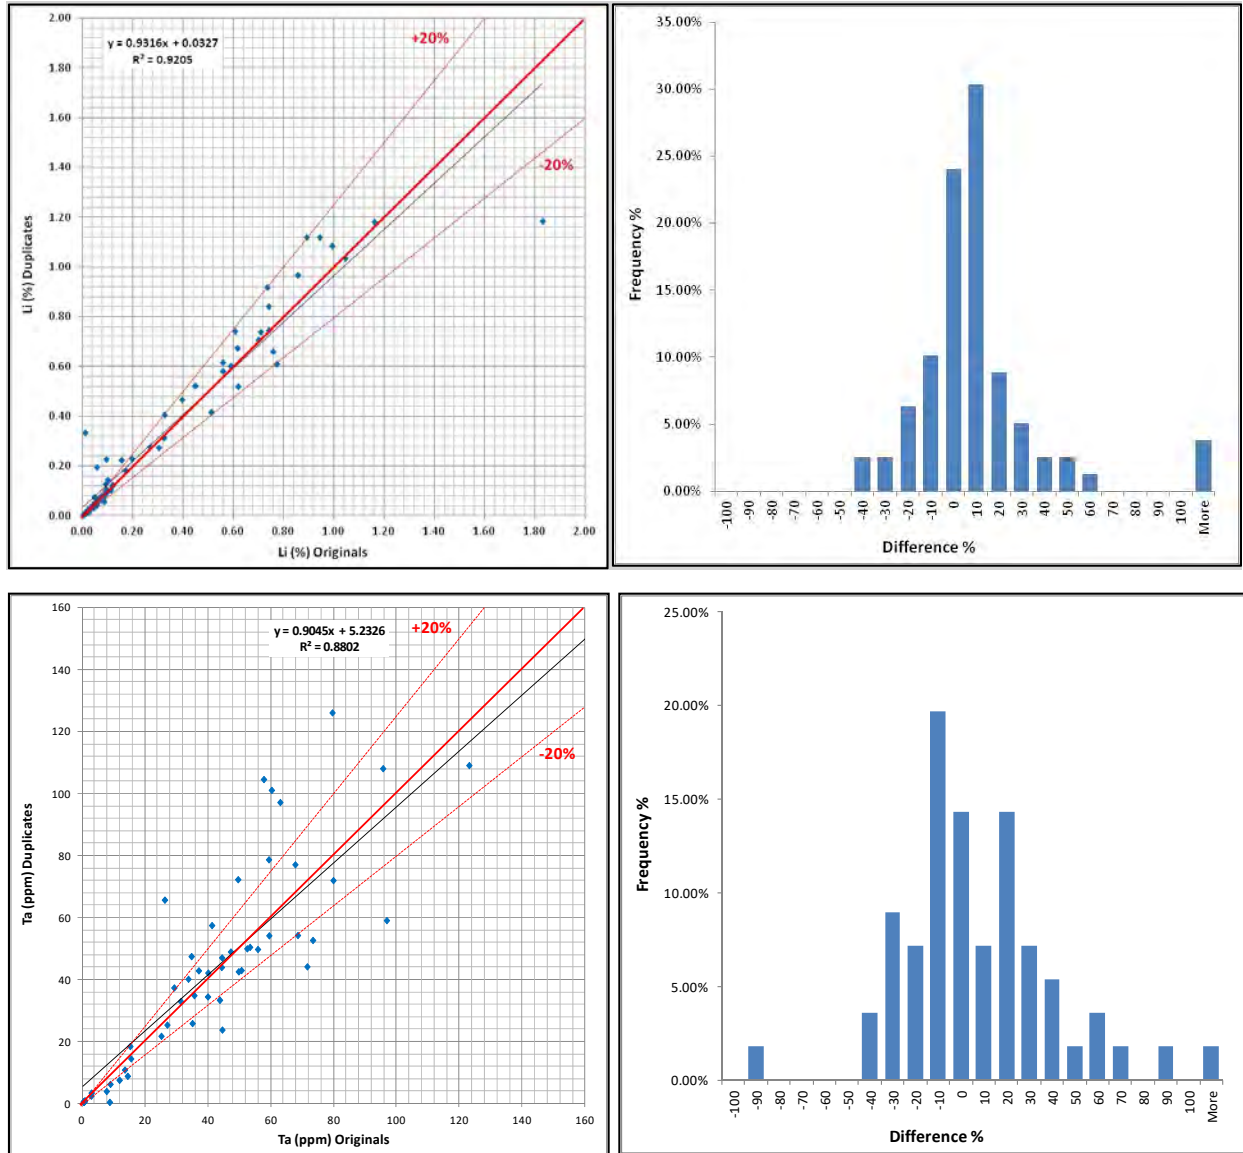 2.00
1.80
1.60
1.40
1.20
1.00
0.80
0.60
0.40
0.20
0.00
y = 0.9316x + 0.0327
R² = 0.9205
+20%
-20%
Li (%) Duplicates
0.00 0.20 0.40 0.60 0.80 1.00 1.20 1.40 1.60 1.80 2.00
Li (%) Originals
35.00%
30.00%
25.00%
20.00%
15.00%
10.00%
5.00%
0.00%
Frequency %
-100 -90 -80 -70 -60 -50 -40 -30 -20 -10 0 10 20 30 40 50 60 70 80 90 100 More
Difference %
160
140
120
100
80
60
40
20
0
y = 0.9045x + 5.2326
R² = 0.8802
+20%
-20%
Ta (ppm) Duplicates
0 20 40 60 80 100 120 140 160
Ta (ppm) Originals
25.00%
20.00%
15.00%
10.00%
5.00%
0.00%
Frequency %
-100 -90 -80 -70 -60 -50 -40 -30 -20 -10 0 10 20 30 40 50 60 70 80 90 100 More
Difference %